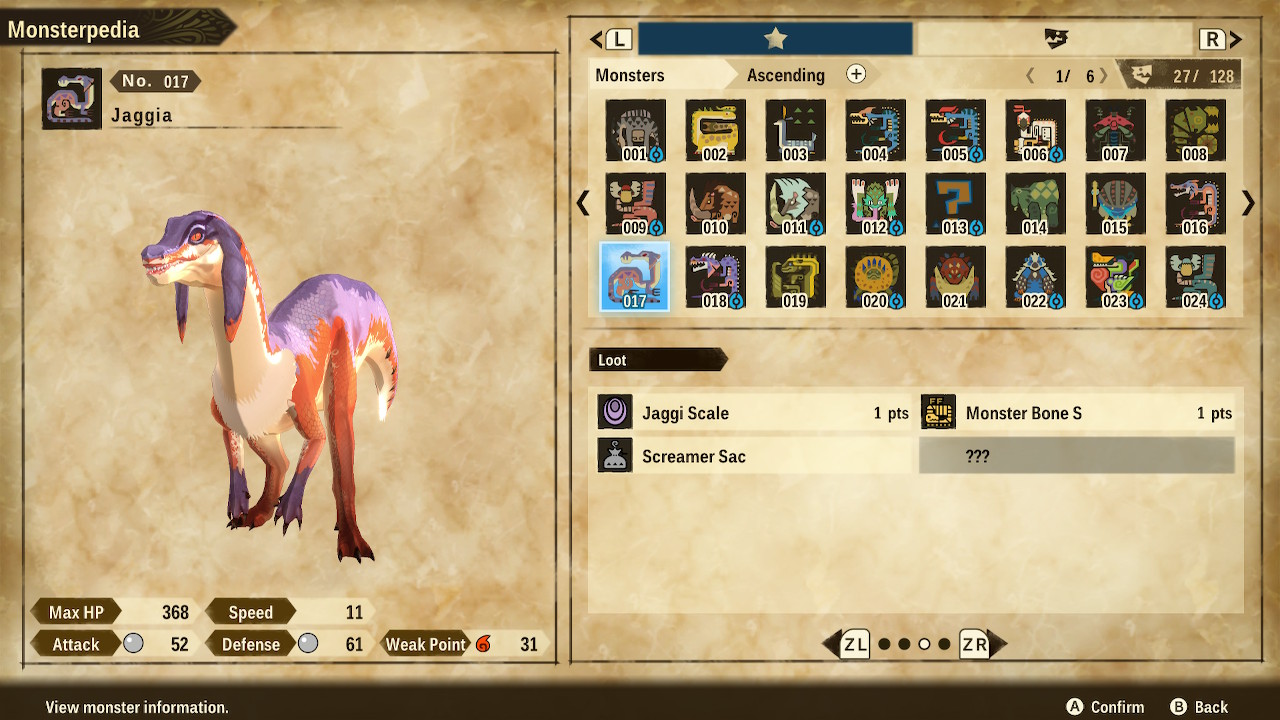 Monsterpedia
No. 017
Jaggia
L
R
Monsters
Ascending
1/ 6
27/ 128
001 002 003 004 005 006 007 008
009 010 011 012 013 014 015 016
017 018 019 020 021 022 023 024
Loot
Jaggi Scale 1 pts
Monster Bone S 1 pts
Screamer Sac
???
Max HP 368
Speed 11
Attack 52
Defense 61
Weak Point 31
ZL ZR
View monster information.
A Confirm
B Back